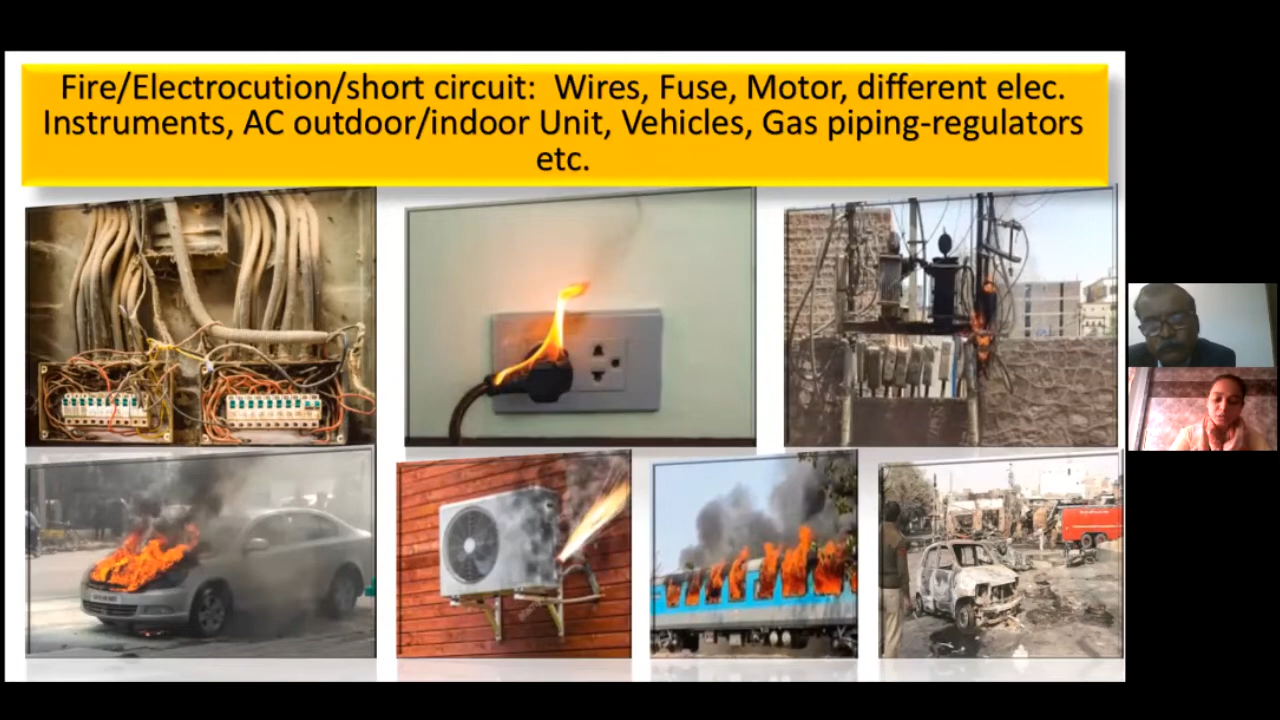 Fire/Electrocution/short circuit:  Wires, Fuse, Motor, different elec.
Instruments, AC outdoor/indoor Unit, Vehicles, Gas piping-regulators
etc.